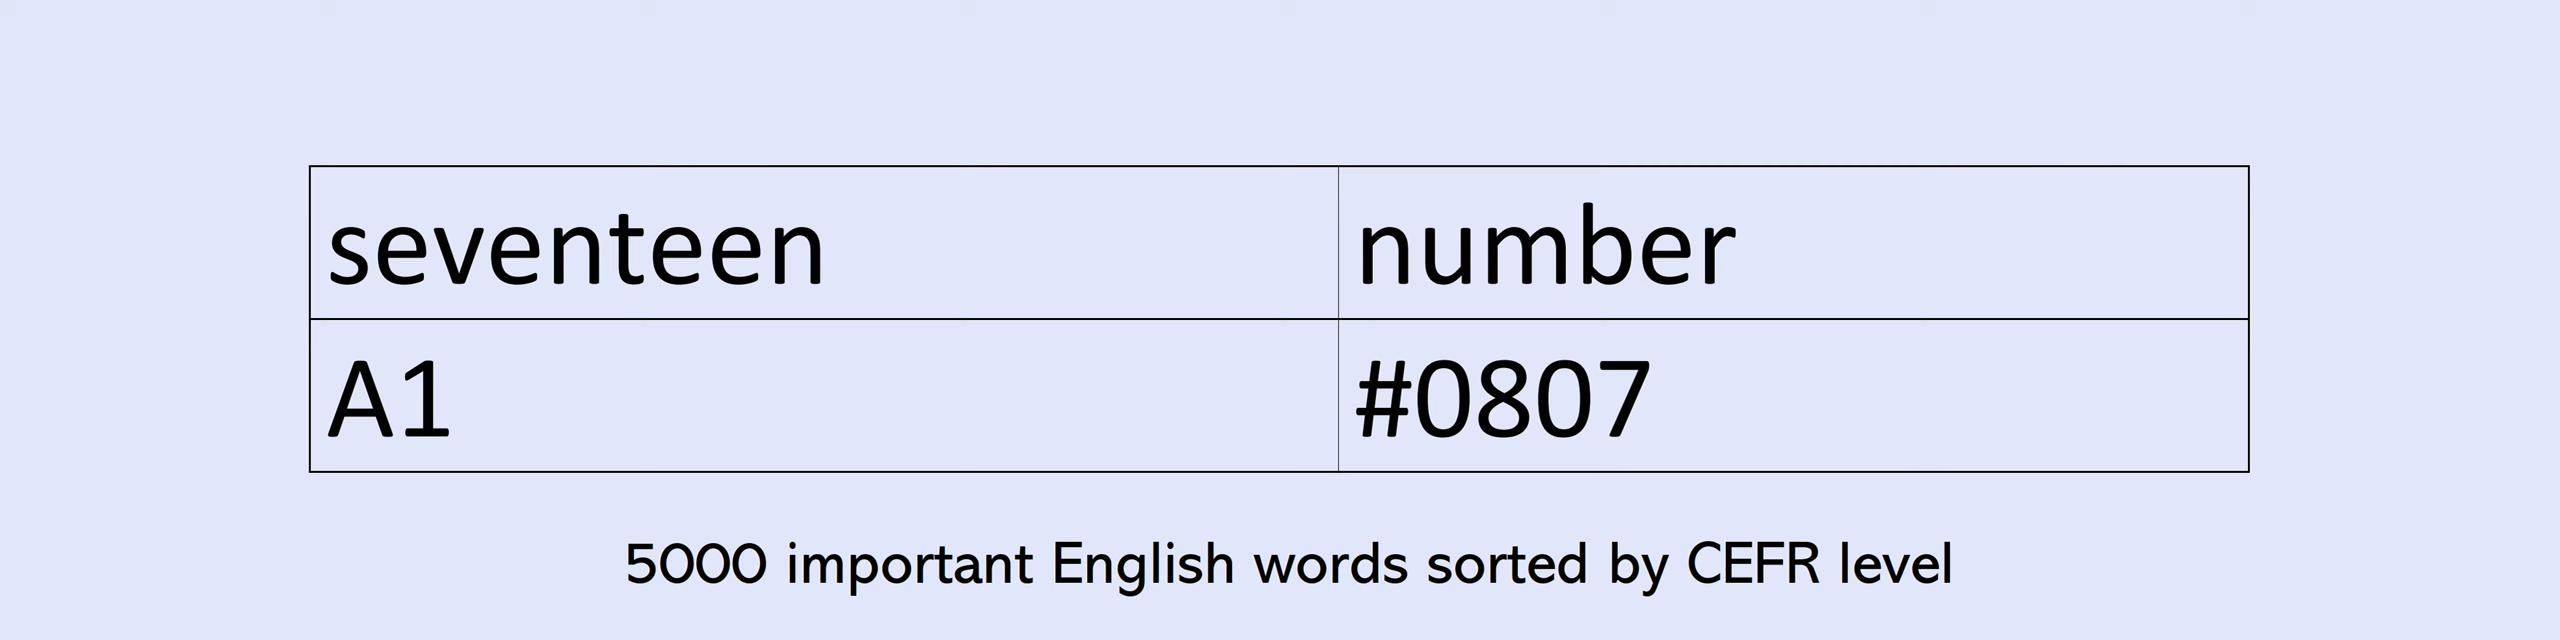 seventeen number
A1 #0807
5000 important English words sorted by CEFR level